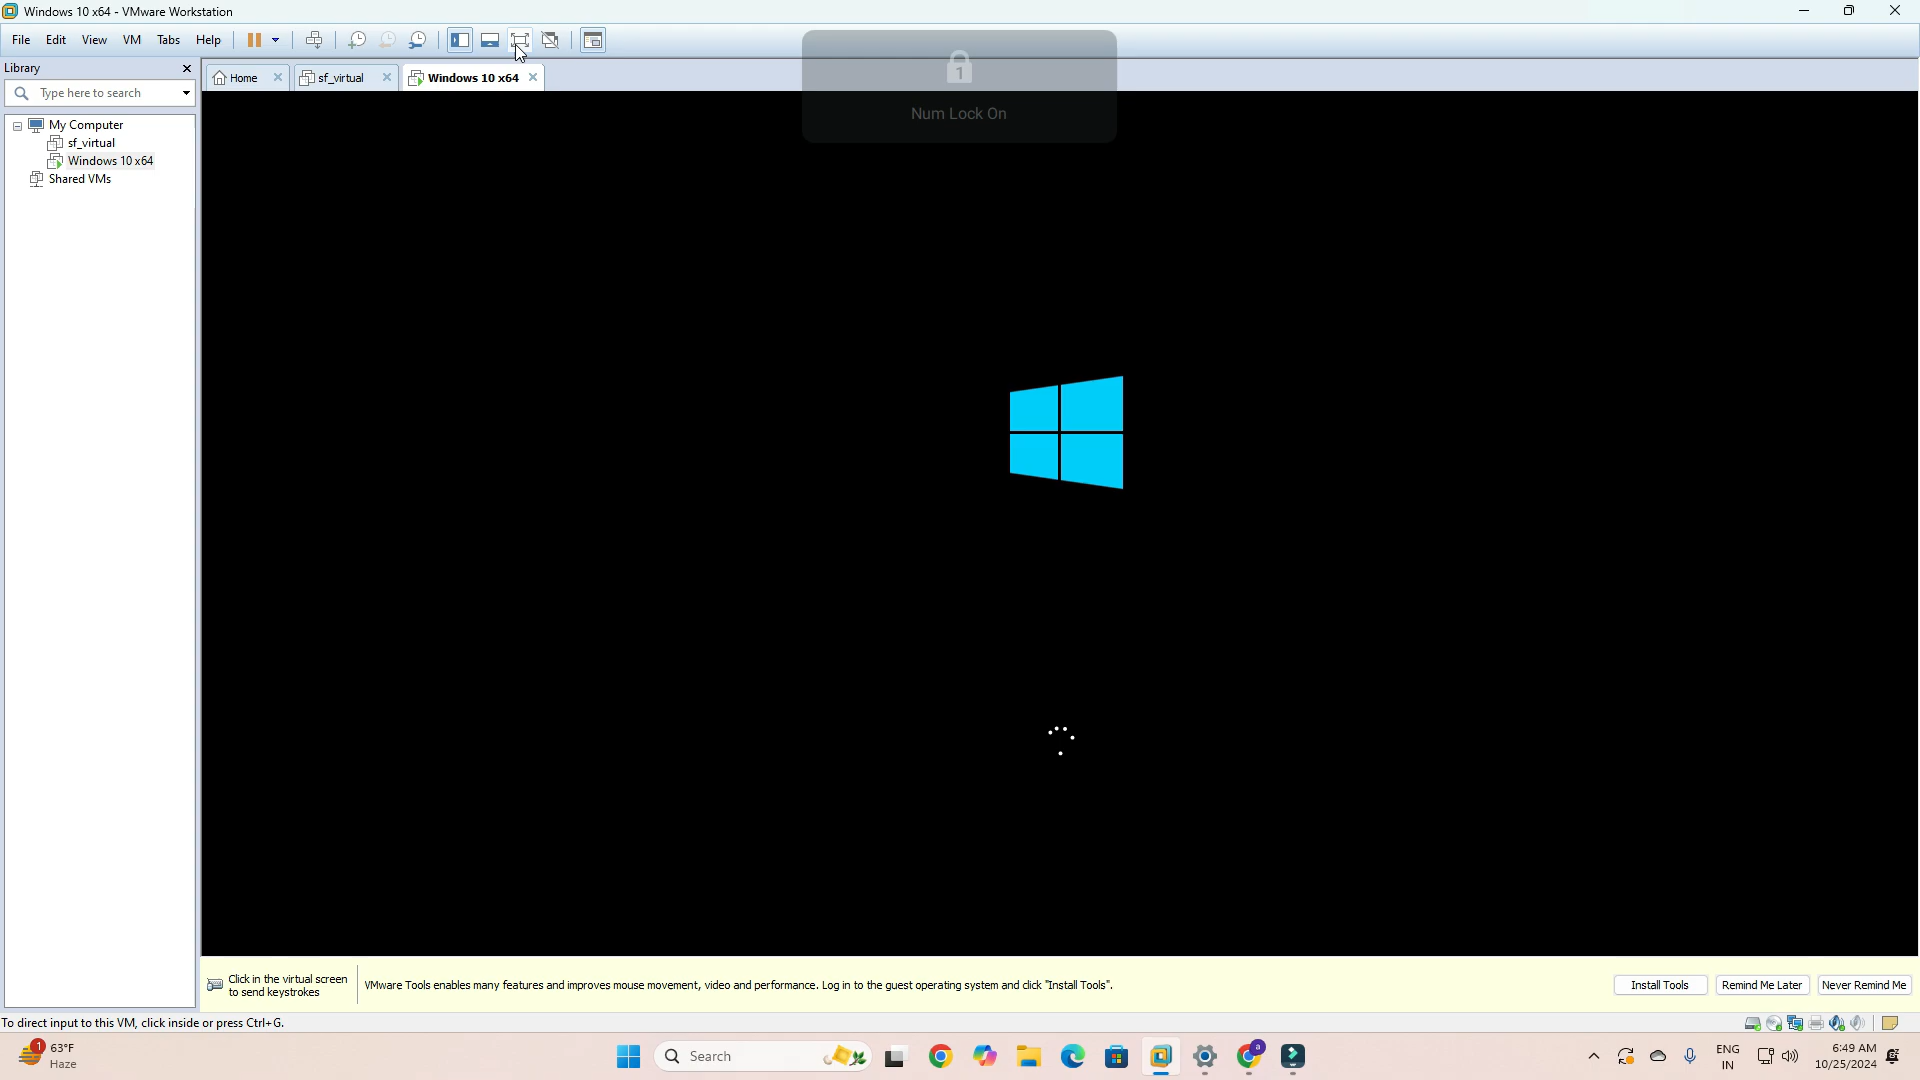 Windows 10 x64 - VMware Workstation
File Edit View VM Tabs Help
Library
Type here to search
Home
sf_virtual
Windows 10 x64
My Computer
sf_virtual
Windows 10 x64
Shared VMs
1
Num Lock On
Click in the virtual screen
to send keystrokes
VMware Tools enables many features and improves mouse movement, video and performance. Log in to the guest operating system and click "Install Tools".
Install Tools
Remind Me Later
Never Remind Me
To direct input to this VM, click inside or press Ctrl+G.
1
63°F
Haze
Search
a
ENG
IN
6:49 AM
10/25/2024